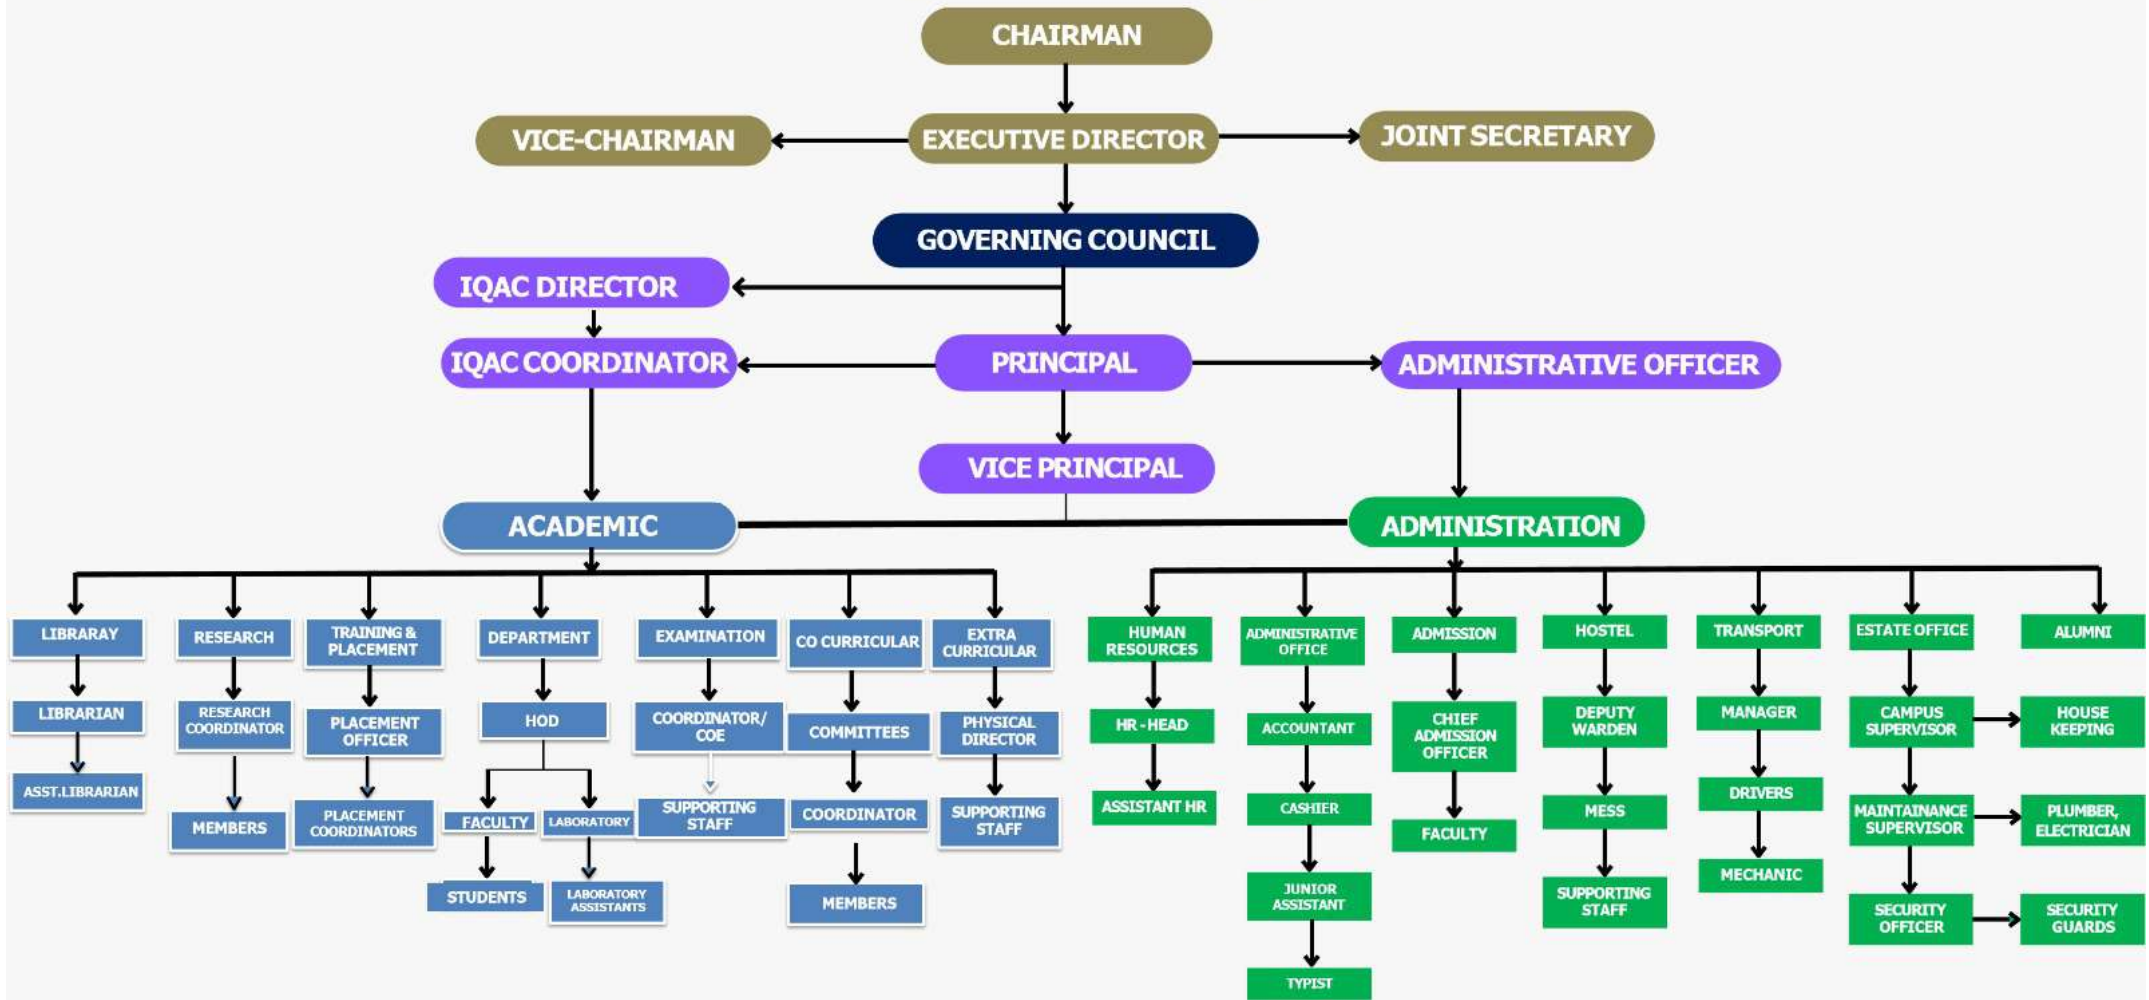 CHAIRMAN
VICE-CHAIRMAN
EXECUTIVE DIRECTOR
JOINT SECRETARY
GOVERNING COUNCIL
IQAC DIRECTOR
IQAC COORDINATOR
PRINCIPAL
ADMINISTRATIVE OFFICER
VICE PRINCIPAL
ACADEMIC
ADMINISTRATION
LIBRARAY
LIBRARIAN
ASST.LIBRARIAN
RESEARCH
RESEARCH
COORDINATOR
MEMBERS
TRAINING &
PLACEMENT
PLACEMENT
OFFICER
PLACEMENT
COORDINATORS
DEPARTMENT
HOD
FACULTY
LABORATORY
STUDENTS
LABORATORY
ASSISTANTS
EXAMINATION
COORDINATOR/
COE
SUPPORTING
STAFF
CO CURRICULAR
COMMITTEES
COORDINATOR
MEMBERS
EXTRA
CURRICULAR
PHYSICAL
DIRECTOR
SUPPORTING
STAFF
HUMAN
RESOURCES
HR - HEAD
ASSISTANT HR
ADMINISTRATIVE
OFFICE
ACCOUNTANT
CASHIER
JUNIOR
ASSISTANT
TYPIST
ADMISSION
CHIEF
ADMISSION
OFFICER
FACULTY
HOSTEL
DEPUTY
WARDEN
MESS
SUPPORTING
STAFF
TRANSPORT
MANAGER
DRIVERS
MECHANIC
ESTATE OFFICE
CAMPUS
SUPERVISOR
MAINTAINANCE
SUPERVISOR
SECURITY
OFFICER
ALUMNI
HOUSE
KEEPING
PLUMBER,
ELECTRICIAN
SECURITY
GUARDS